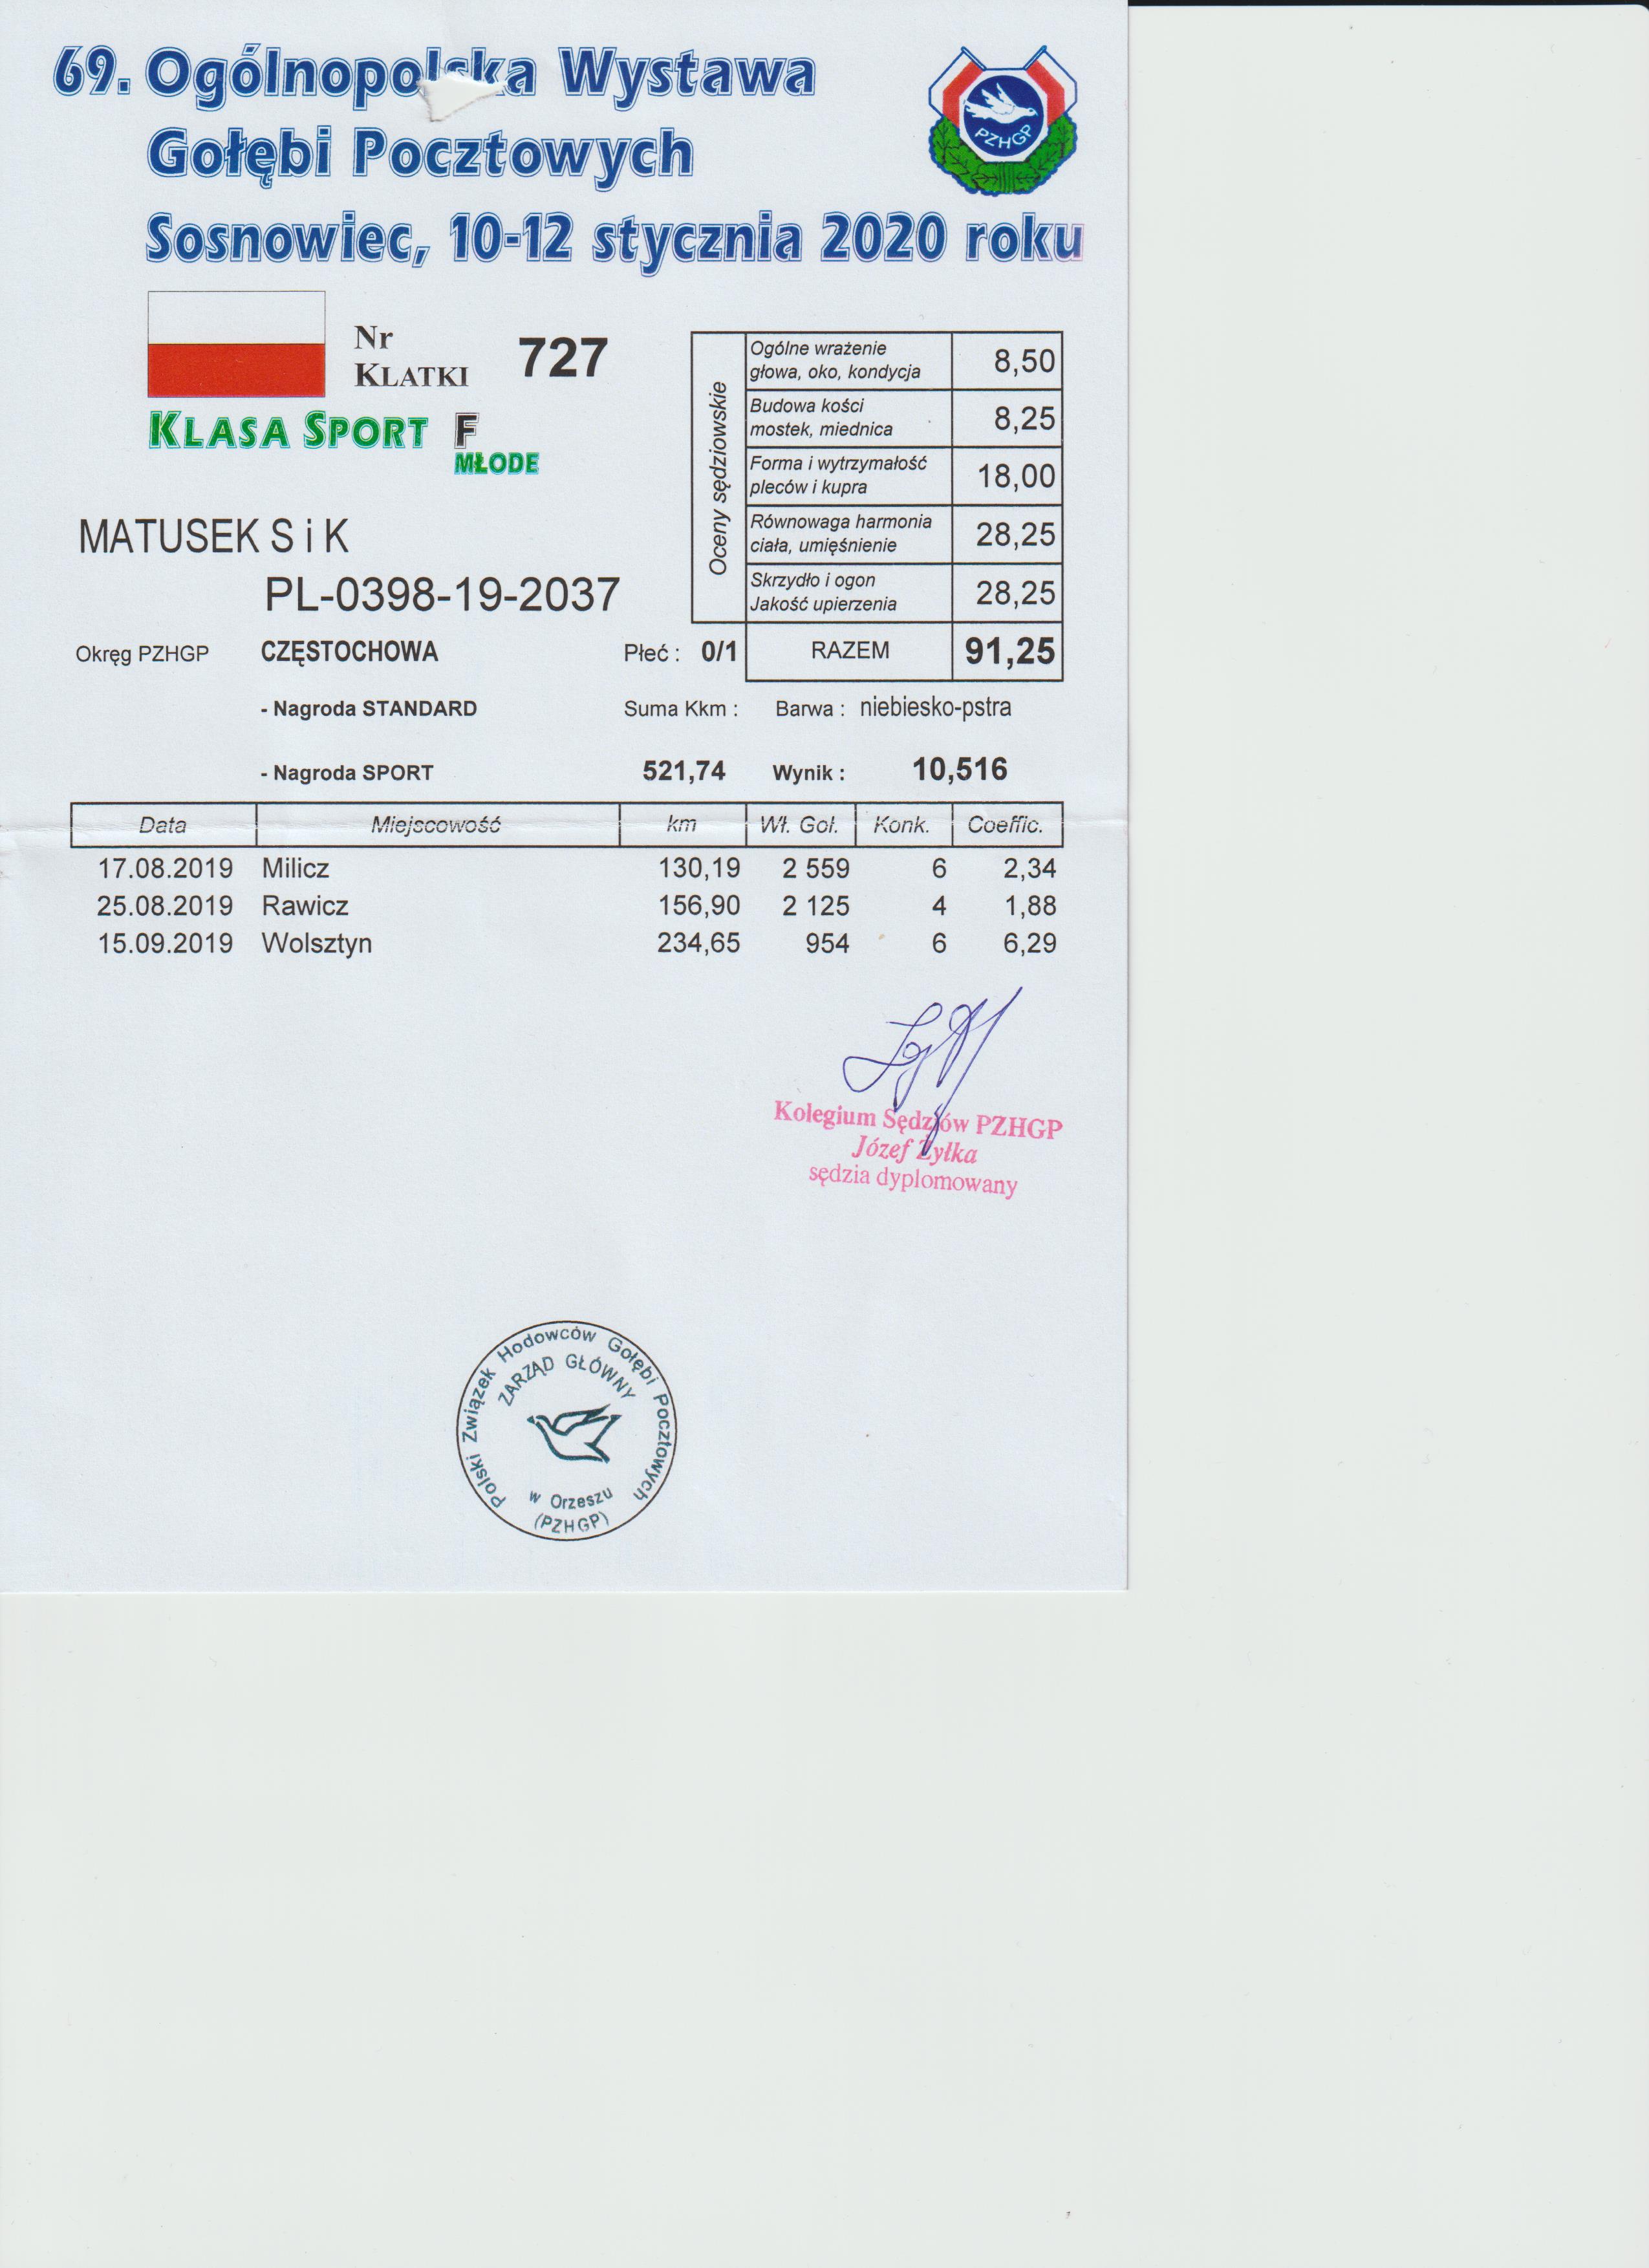 69. Ogólnopolska Wystawa
Gołębi Pocztowych
Sosnowiec, 10-12 stycznia 2020 roku
PZHGP
Nr
KLATKI
727
KLASA SPORT F
MŁODE
Oceny sędziowskie
Ogólne wrażenie
głowa, oko, kondycja 8,50
Budowa kości
mostek, miednica 8,25
Forma i wytrzymałość
pleców i kupra 18,00
Równowaga harmonia
ciała, umięśnienie 28,25
Skrzydło i ogon
Jakość upierzenia 28,25
RAZEM 91,25
MATUSEK S i K
PL-0398-19-2037
Okręg PZHGP CZĘSTOCHOWA Płeć : 0/1
- Nagroda STANDARD Suma Kkm : Barwa : niebiesko-pstra
- Nagroda SPORT 521,74 Wynik : 10,516
Data Miejscowość km Wł. Goł. Konk. Coeffic.
17.08.2019 Milicz 130,19 2 559 6 2,34
25.08.2019 Rawicz 156,90 2 125 4 1,88
15.09.2019 Wolsztyn 234,65 954 6 6,29
Kolegium Sędziów PZHGP
Józef Żyłka
sędzia dyplomowany
Polski Związek Hodowców Gołębi Pocztowych
ZARZĄD GŁÓWNY
w Orzeszu
(PZHGP)